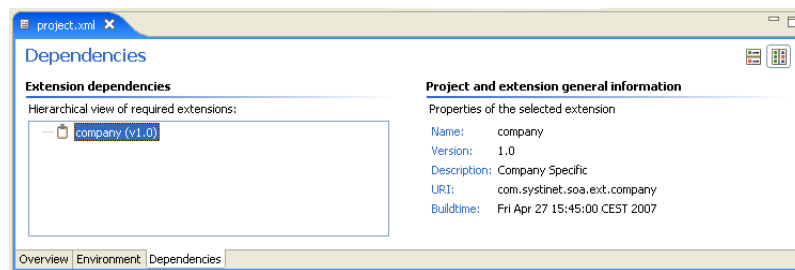 project.xml
Dependencies
Extension dependencies
Hierarchical view of required extensions:
company (v1.0)
Project and extension general information
Properties of the selected extension
Name: company
Version: 1.0
Description: Company Specific
URI: com.systinet.soa.ext.company
Buildtime: Fri Apr 27 15:45:00 CEST 2007
Overview Environment Dependencies